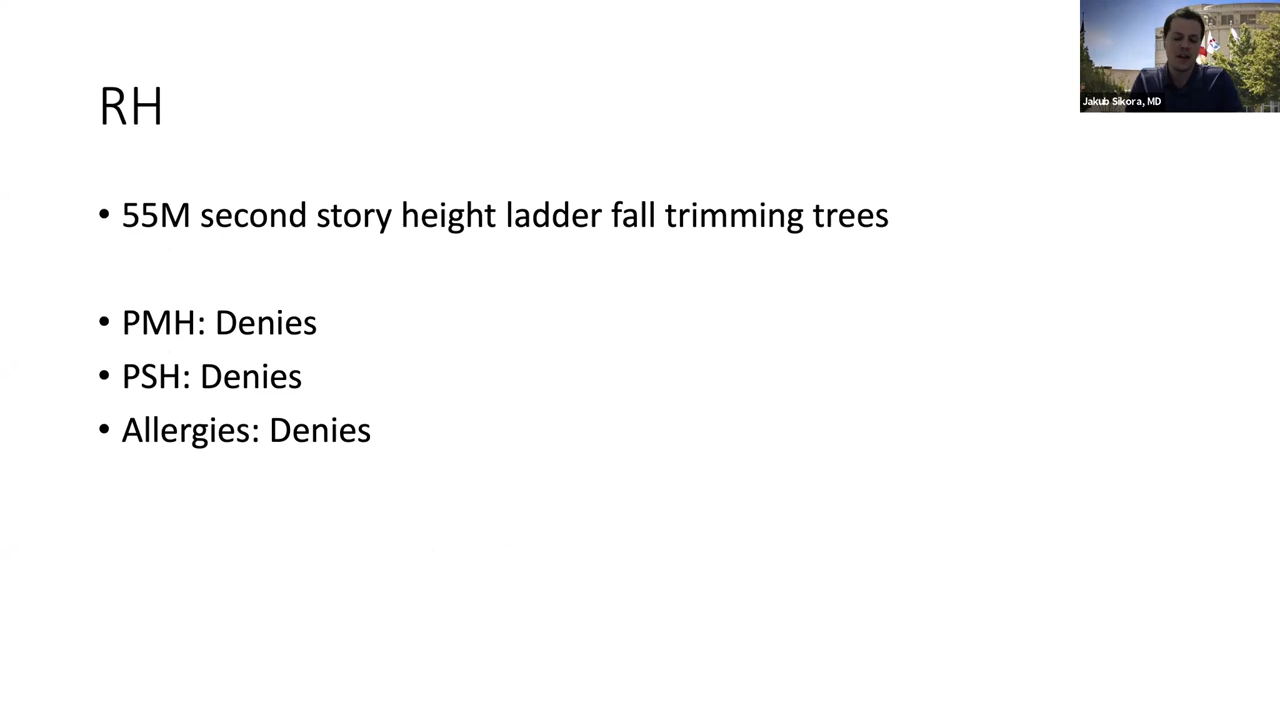 Jakub Sikora, MD
RH
• 55M second story height ladder fall trimming trees
• PMH: Denies
• PSH: Denies
• Allergies: Denies